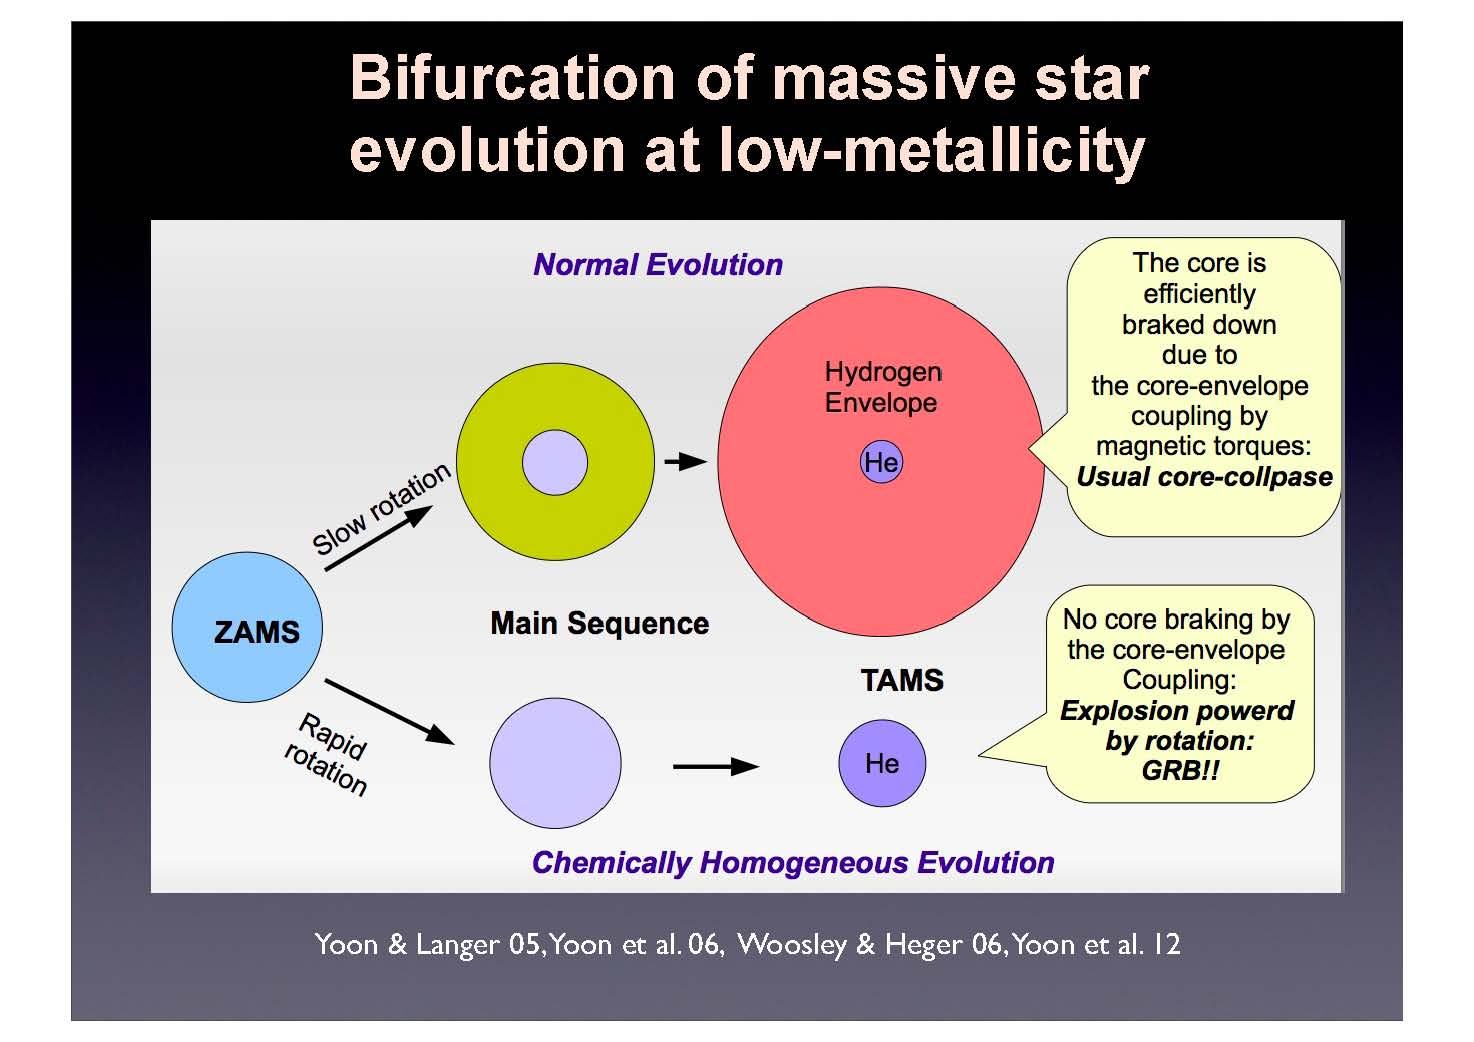 Bifurcation of massive star
evolution at low-metallicity
Normal Evolution
The core is
efficiently
braked down
due to
the core-envelope
coupling by
magnetic torques:
Usual core-collpase
Hydrogen
Envelope
He
Slow rotation
ZAMS
Main Sequence
TAMS
Rapid
rotation
He
No core braking by
the core-envelope
Coupling:
Explosion powerd
by rotation:
GRB!!
Chemically Homogeneous Evolution
Yoon & Langer 05, Yoon et al. 06, Woosley & Heger 06, Yoon et al. 12